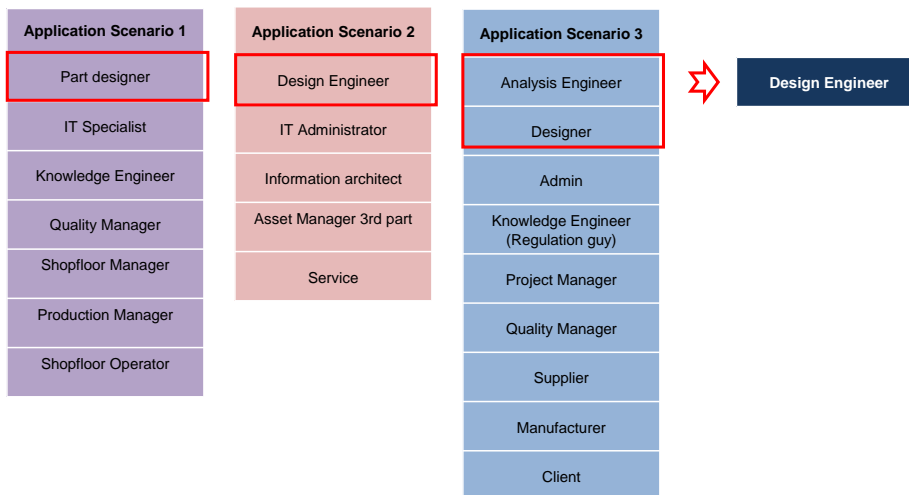 Application Scenario 1
Part designer
IT Specialist
Knowledge Engineer
Quality Manager
Shopfloor Manager
Production Manager
Shopfloor Operator
Application Scenario 2
Design Engineer
IT Administrator
Information architect
Asset Manager 3rd part
Service
Application Scenario 3
Analysis Engineer
Designer
Admin
Knowledge Engineer
(Regulation guy)
Project Manager
Quality Manager
Supplier
Manufacturer
Client
Design Engineer